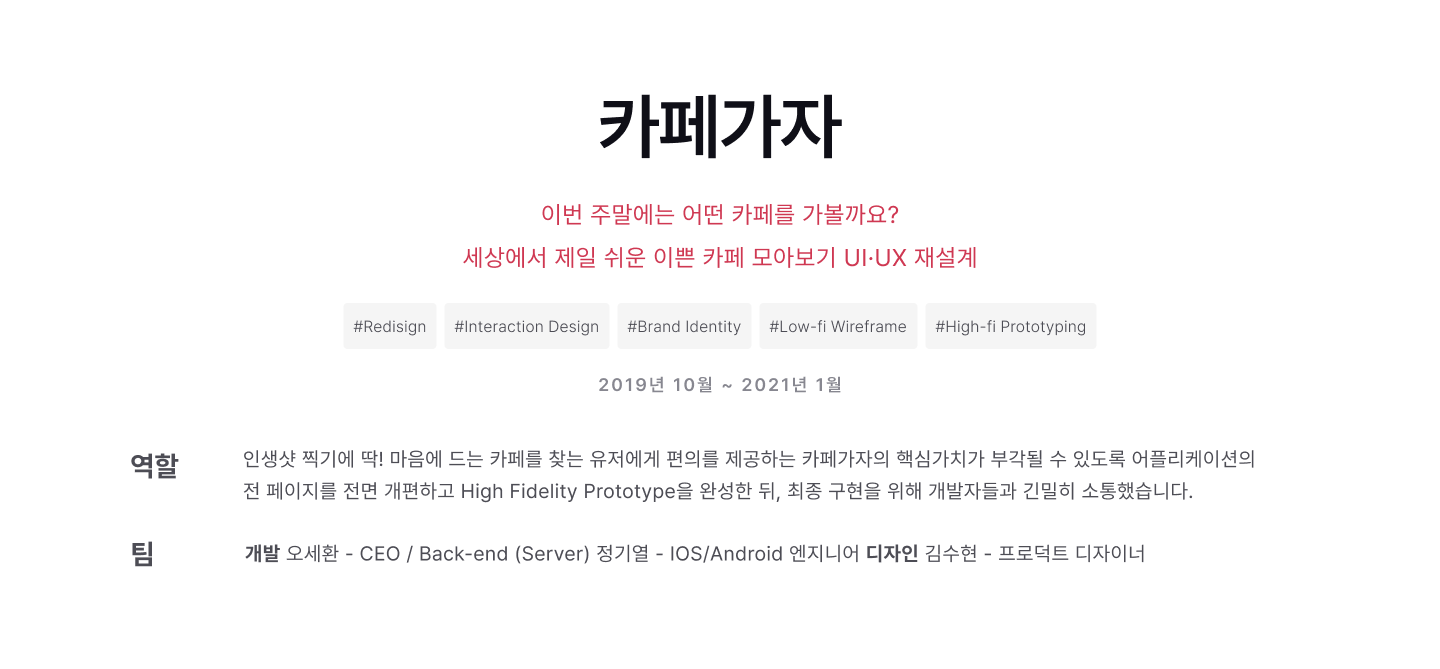 카페가자
이번 주말에는 어떤 카페를 가볼까요?
세상에서 제일 쉬운 이쁜 카페 모아보기 UI·UX 재설계
#Redisign #Interaction Design #Brand Identity #Low-fi Wireframe #High-fi Prototyping
2019년 10월 ~ 2021년 1월
역할
인생샷 찍기에 딱! 마음에 드는 카페를 찾는 유저에게 편의를 제공하는 카페가자의 핵심가치가 부각될 수 있도록 어플리케이션의
전 페이지를 전면 개편하고 High Fidelity Prototype을 완성한 뒤, 최종 구현을 위해 개발자들과 긴밀히 소통했습니다.
팀
개발 오세환 - CEO / Back-end (Server) 정기열 - IOS/Android 엔지니어 디자인 김수현 - 프로덕트 디자이너